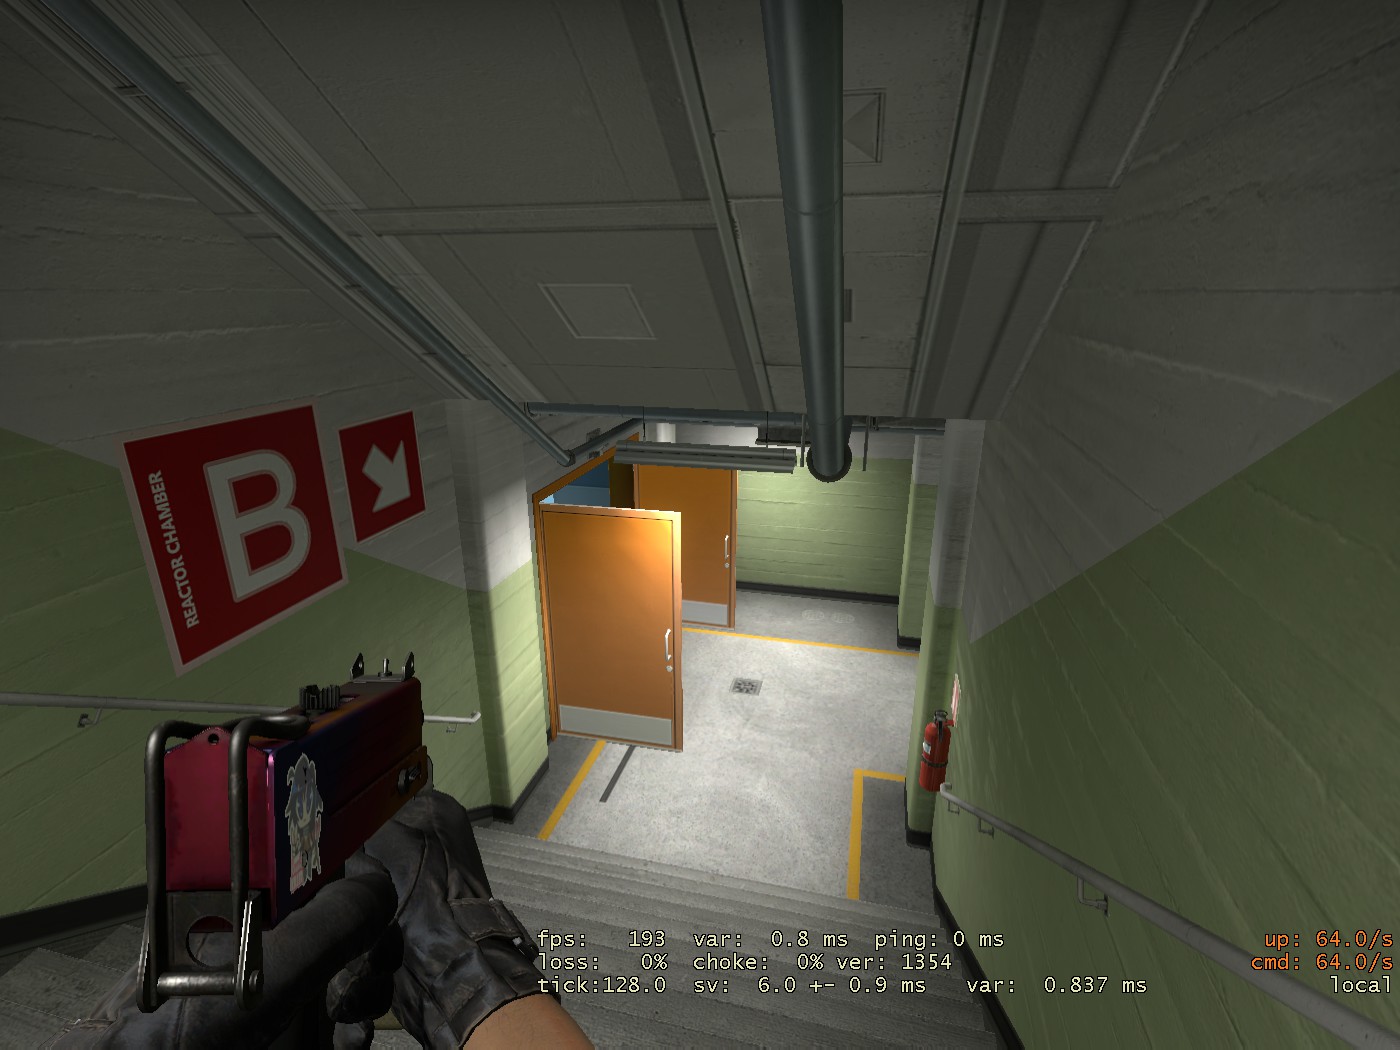 REACTOR CHAMBER
B
fps: 193 var: 0.8 ms ping: 0 ms
loss: 0% choke: 0% ver: 1354
tick:128.0 sv: 6.0 +- 0.9 ms var: 0.837 ms
up: 64.0/s
cmd: 64.0/s
local